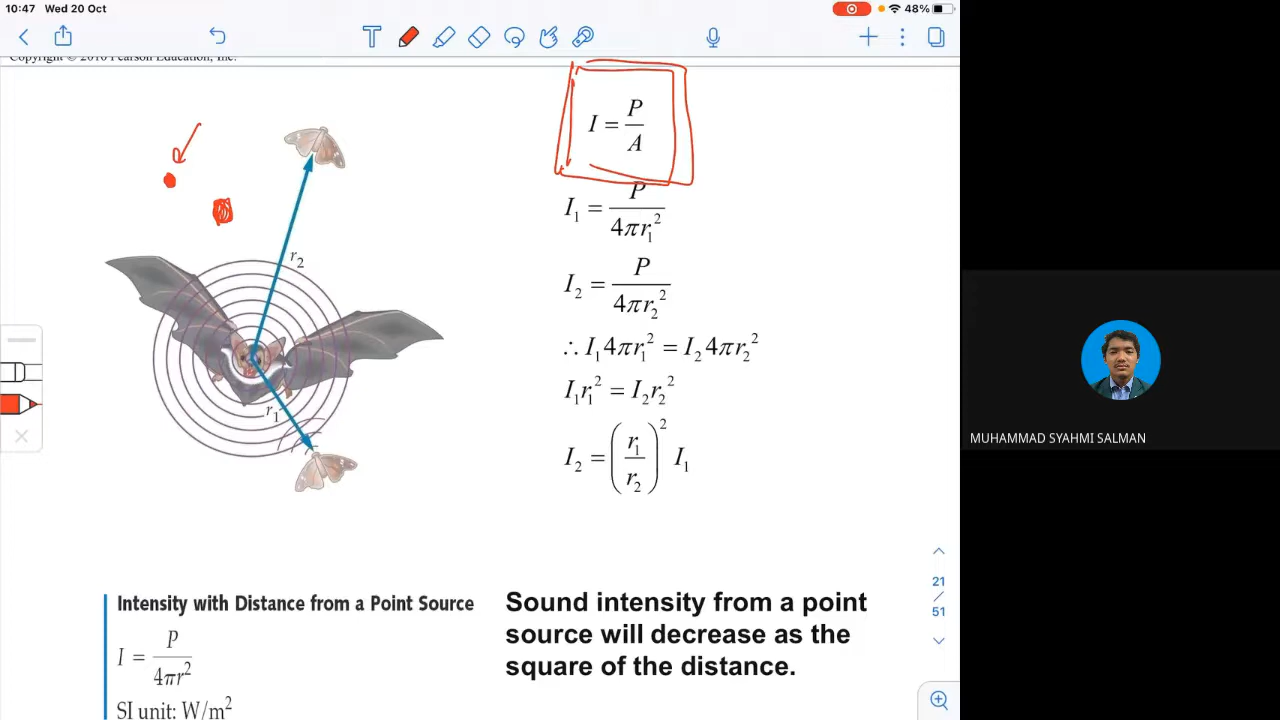 10:47 Wed 20 Oct
48%
Copyright © 2010 Pearson Education, Inc.
I = P/A
I₁ = P/4πr₁²
I₂ = P/4πr₂²
∴ I₁4πr₁² = I₂4πr₂²
I₁r₁² = I₂r₂²
I₂ = (r₁/r₂)² I₁
r₂
r₁
MUHAMMAD SYAHMI SALMAN
21
/
51
Intensity with Distance from a Point Source
I = P/4πr²
SI unit: W/m²
Sound intensity from a point
source will decrease as the
square of the distance.